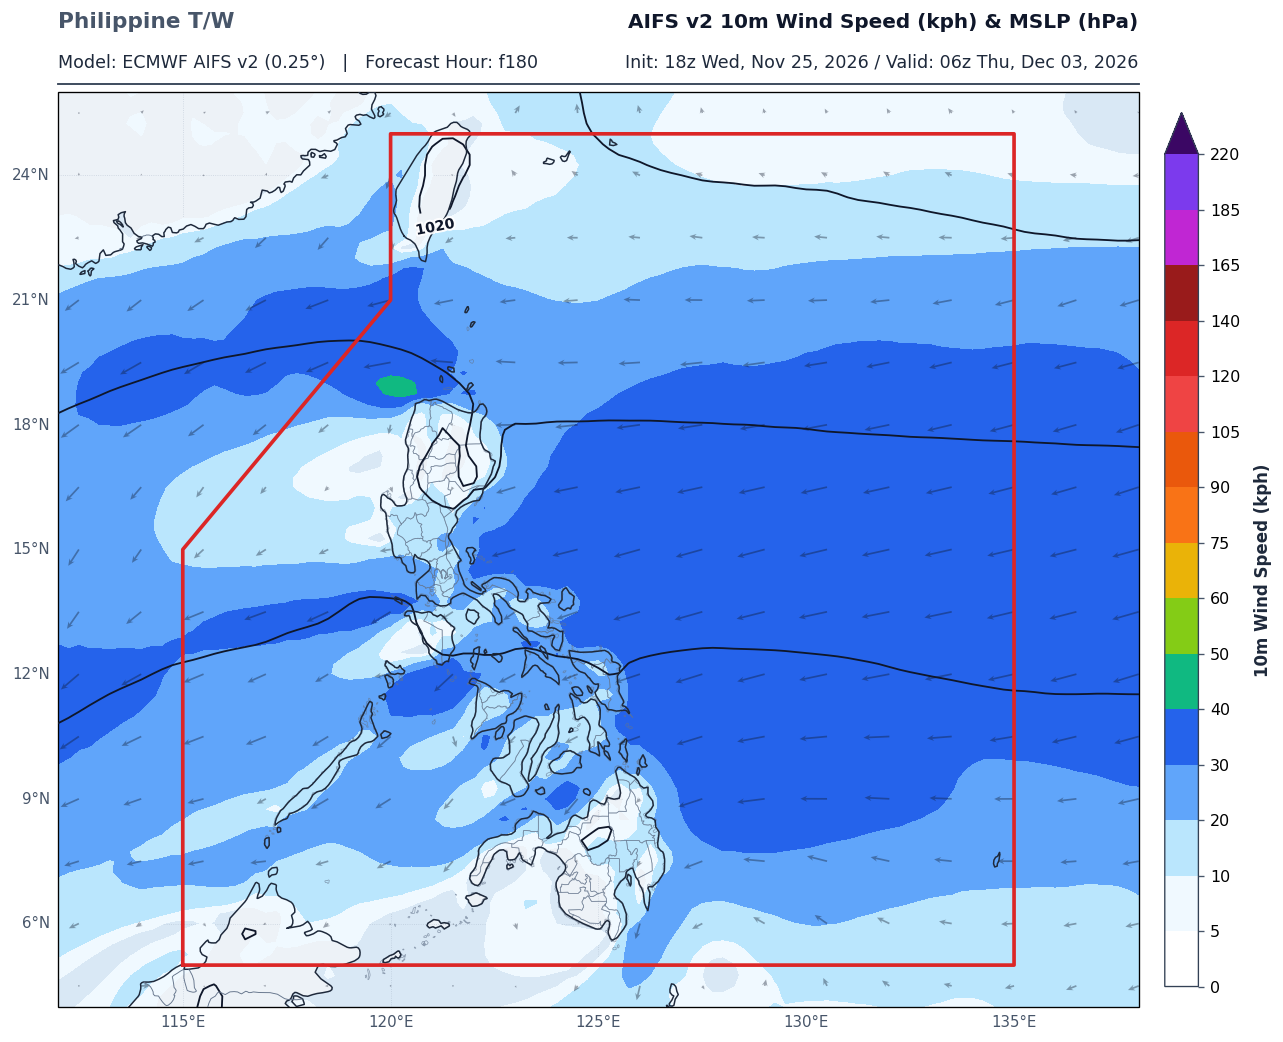 Philippine T/W
AIFS v2 10m Wind Speed (kph) & MSLP (hPa)
Model: ECMWF AIFS v2 (0.25°) | Forecast Hour: f180
Init: 18z Wed, Nov 25, 2026 / Valid: 06z Thu, Dec 03, 2026
24°N
21°N
18°N
15°N
12°N
9°N
6°N
1020
115°E
120°E
125°E
130°E
135°E
220
185
165
140
120
105
90
75
60
50
40
30
20
10
5
0
10m Wind Speed (kph)